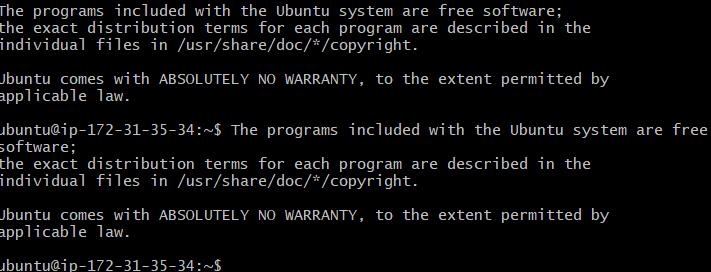 The programs included with the Ubuntu system are free software;
the exact distribution terms for each program are described in the
individual files in /usr/share/doc/*/copyright.
Ubuntu comes with ABSOLUTELY NO WARRANTY, to the extent permitted by
applicable law.
ubuntu@ip-172-31-35-34:~$ The programs included with the Ubuntu system are free
software;
the exact distribution terms for each program are described in the
individual files in /usr/share/doc/*/copyright.
Ubuntu comes with ABSOLUTELY NO WARRANTY, to the extent permitted by
applicable law.
ubuntu@ip-172-31-35-34:~$